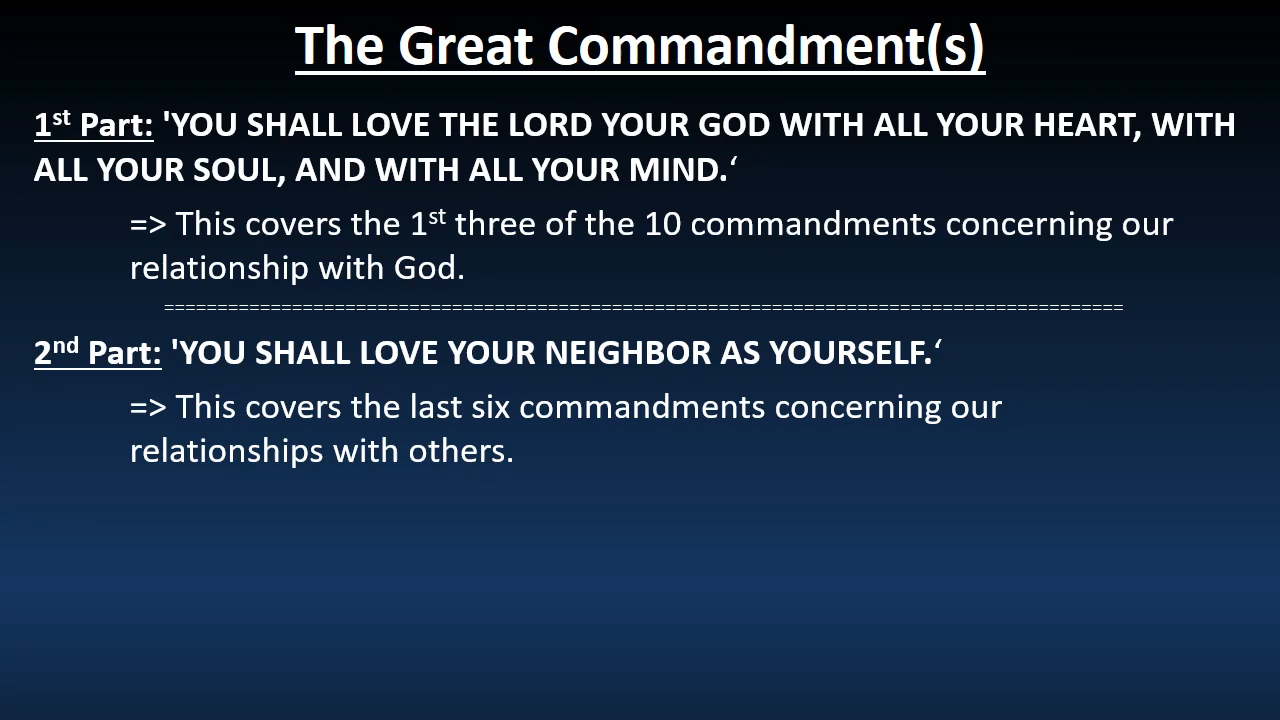 The Great Commandment(s)
1st Part: 'YOU SHALL LOVE THE LORD YOUR GOD WITH ALL YOUR HEART, WITH
ALL YOUR SOUL, AND WITH ALL YOUR MIND.‘
=> This covers the 1st three of the 10 commandments concerning our
relationship with God.
==========================================================================================
2nd Part: 'YOU SHALL LOVE YOUR NEIGHBOR AS YOURSELF.‘
=> This covers the last six commandments concerning our
relationships with others.